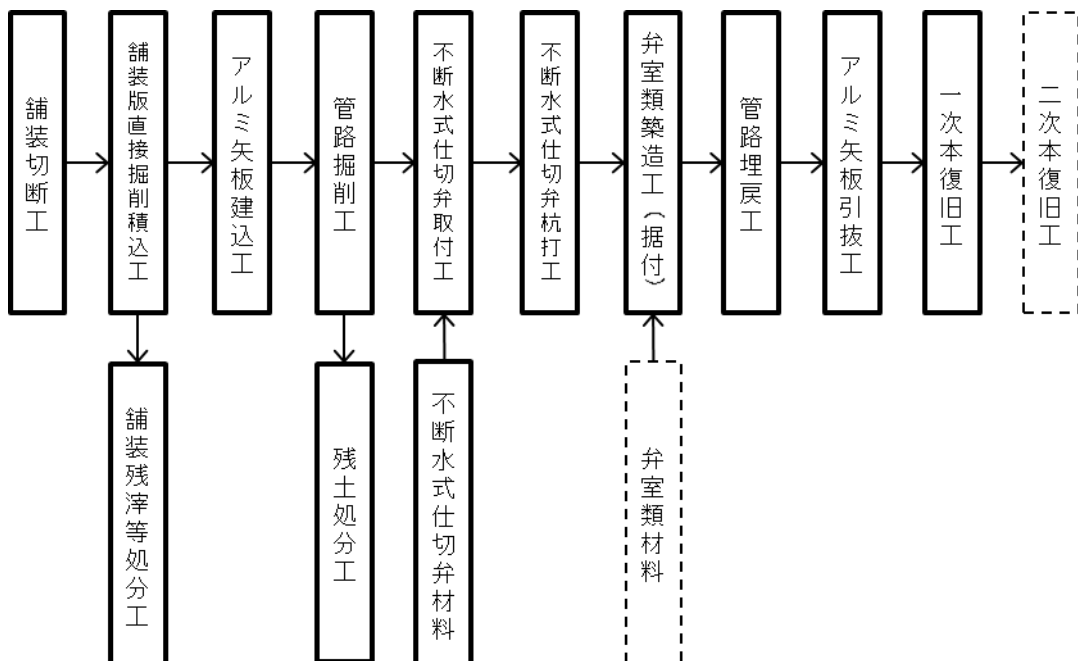 舗装切断工
舗装版直接掘削積込工
アルミ矢板建込工
管路掘削工
不断水式仕切弁取付工
不断水式仕切弁杭打工
弁室類築造工（据付）
管路埋戻工
アルミ矢板引抜工
一次本復旧工
二次本復旧工
舗装残滓等処分工
残土処分工
不断水式仕切弁材料
弁室類材料